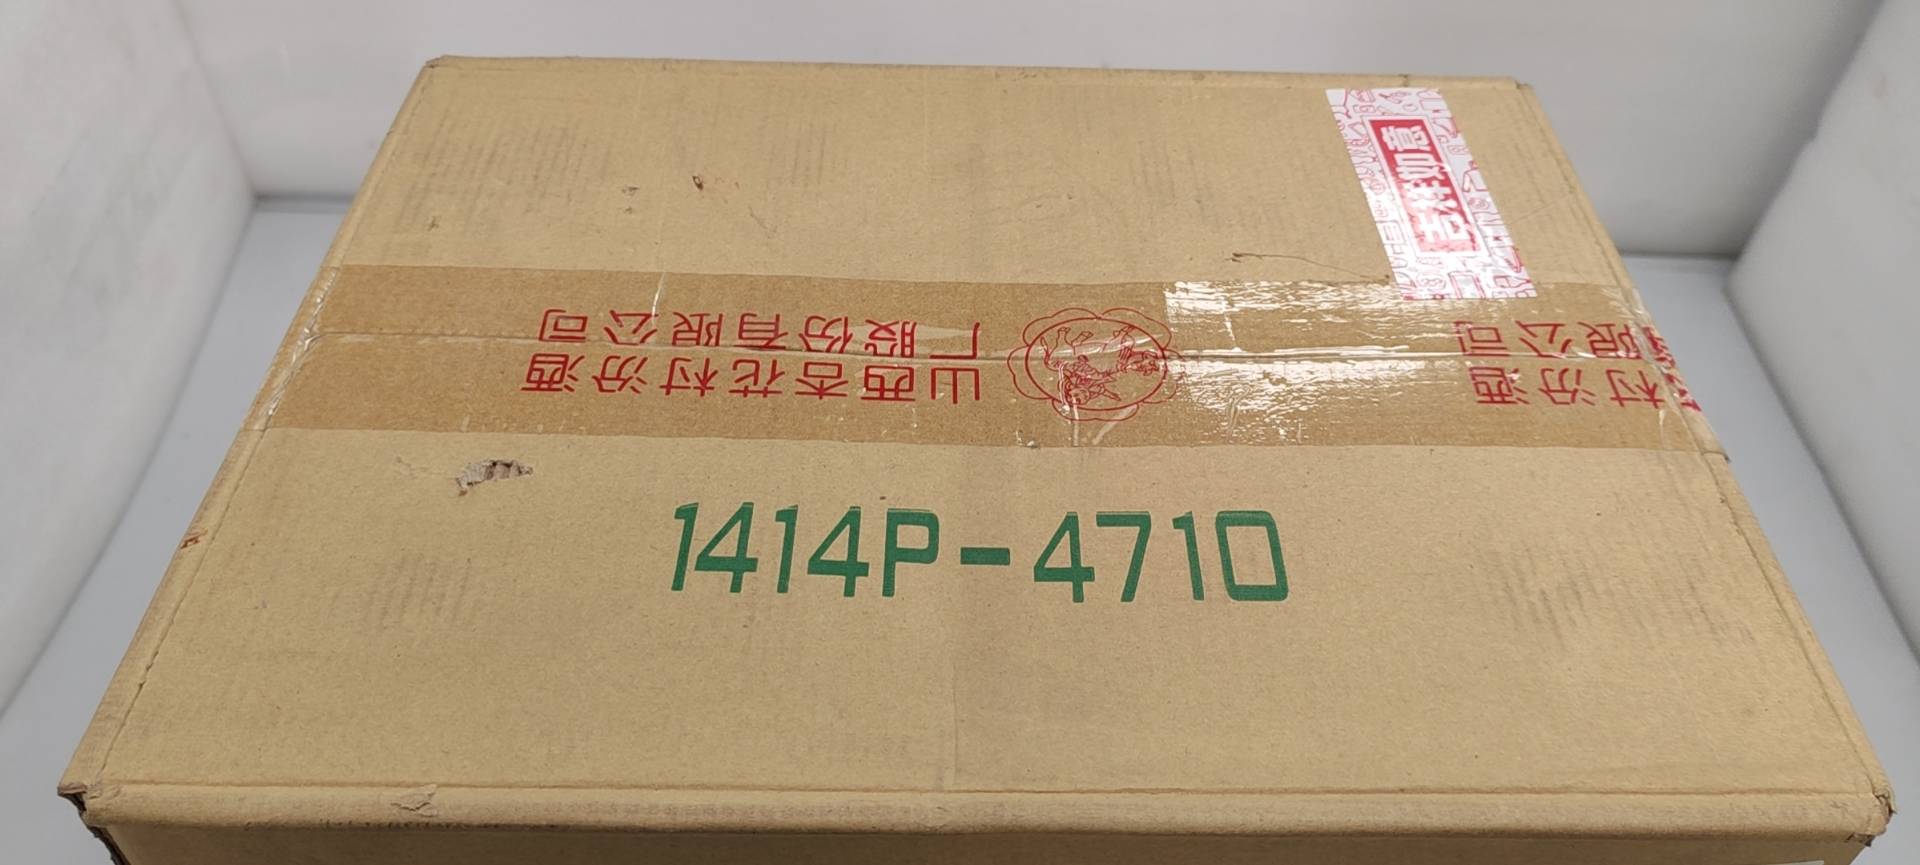 吉祥如意
山西杏花村汾酒
厂股份有限公司
村汾酒
限公司
1414P-4710